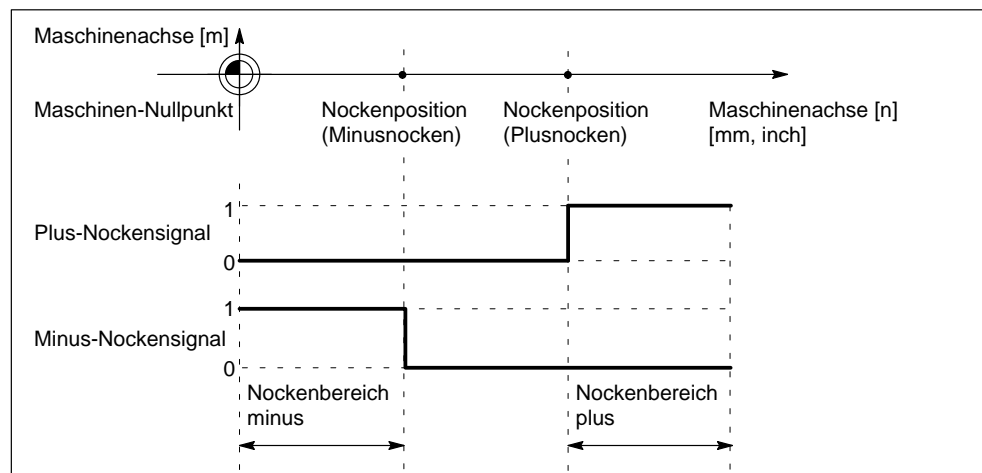 Maschinenachse [m]
Maschinen-Nullpunkt
Nockenposition
(Minusnocken)
Nockenposition
(Plusnocken)
Maschinenachse [n]
[mm, inch]
Plus-Nockensignal
1
0
Minus-Nockensignal
1
0
Nockenbereich
minus
Nockenbereich
plus